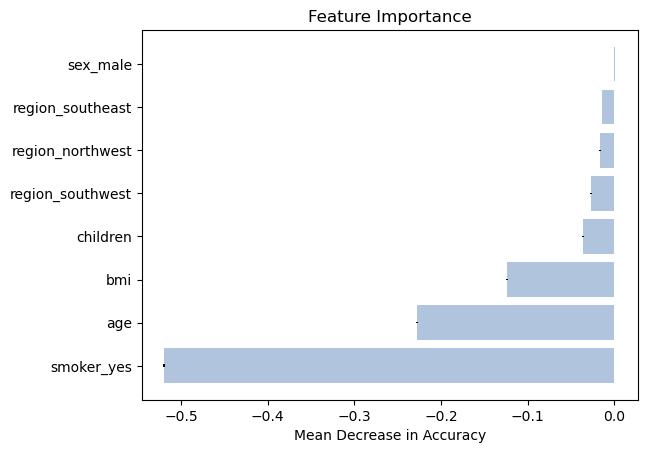 Feature Importance
sex_male
region_southeast
region_northwest
region_southwest
children
bmi
age
smoker_yes
−0.5 −0.4 −0.3 −0.2 −0.1 0.0
Mean Decrease in Accuracy